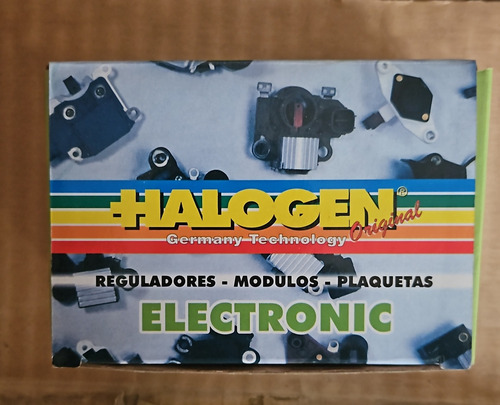 HALOGEN®
Original
Germany Technology
REGULADORES - MODULOS - PLAQUETAS
ELECTRONIC